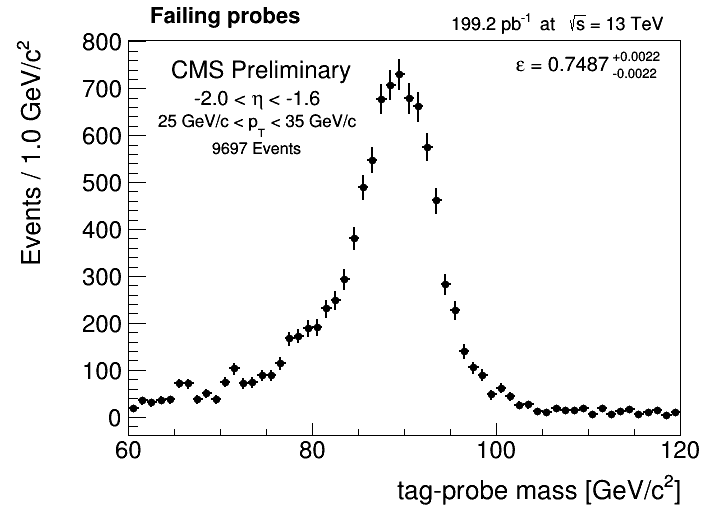 Failing probes
199.2 pb⁻¹ at √s = 13 TeV
CMS Preliminary
-2.0 < η < -1.6
25 GeV/c < p_T < 35 GeV/c
9697 Events
ε = 0.7487 +0.0022 -0.0022
Events / 1.0 GeV/c²
800
700
600
500
400
300
200
100
0
60 80 100 120
tag-probe mass [GeV/c²]